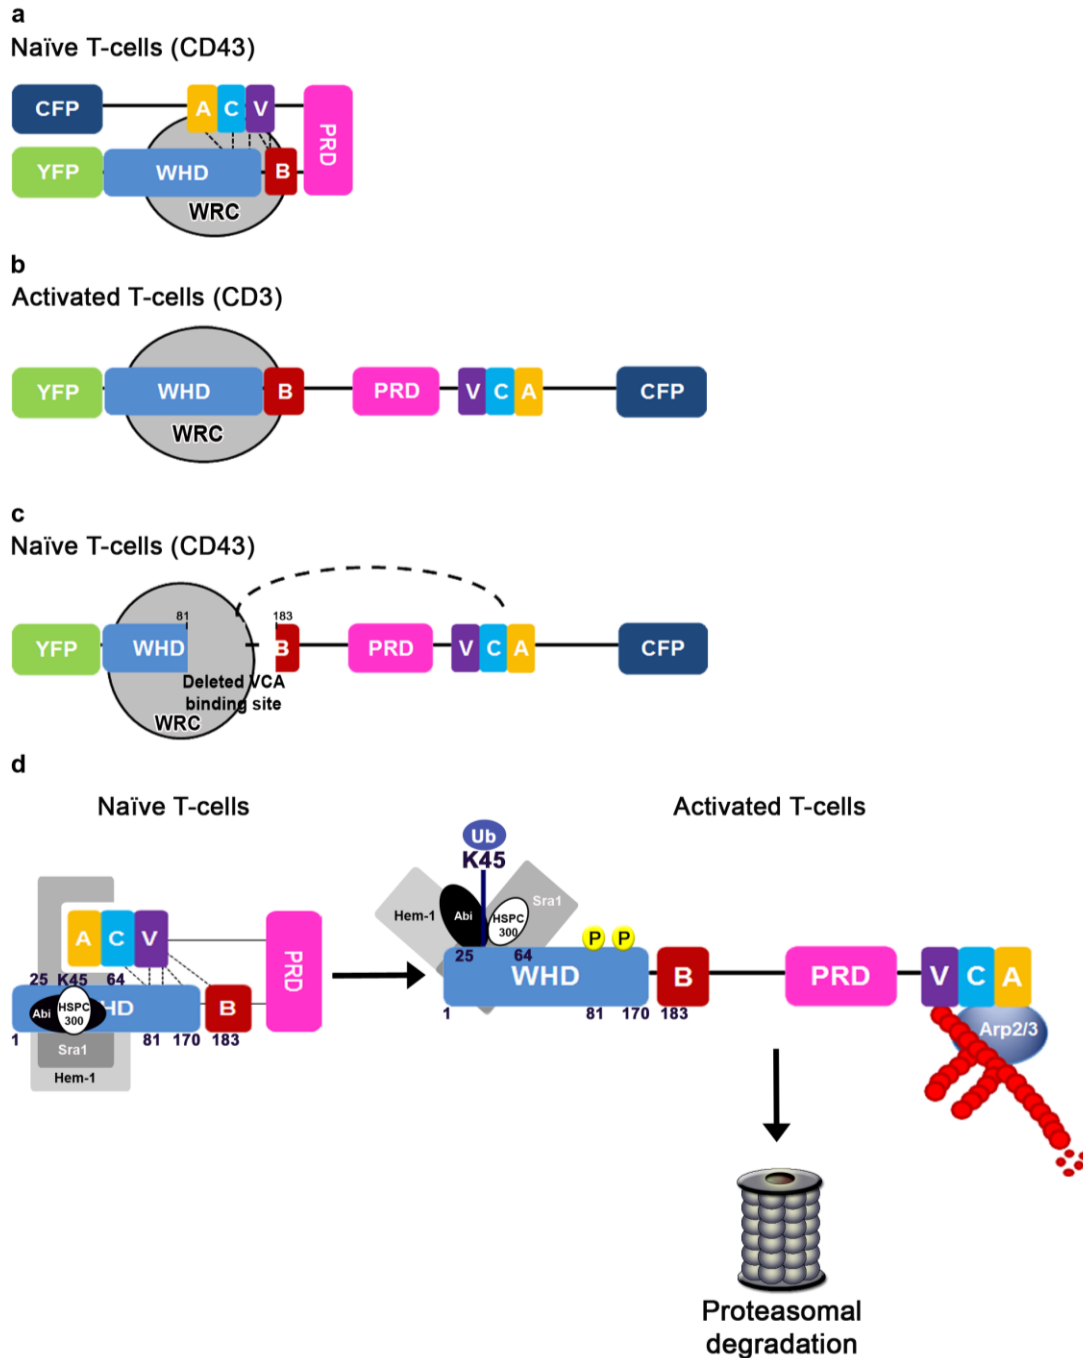 a
Naïve T-cells (CD43)
CFP A C V
PRD
YFP WHD B
WRC
b
Activated T-cells (CD3)
YFP WHD B PRD V C A CFP
WRC
c
Naïve T-cells (CD43)
81 183
YFP WHD B PRD V C A CFP
Deleted VCA
binding site
WRC
d
Naïve T-cells Activated T-cells
Ub
K45
Hem-1 Abi HSPC
300 Sra1
P P
25 64
WHD B PRD V C A
1 81 170 183
Arp2/3
A C V
PRD
25 K45 64
Abi HSPC
300 HD B
1 81 170 183
Sra1
Hem-1
Proteasomal
degradation